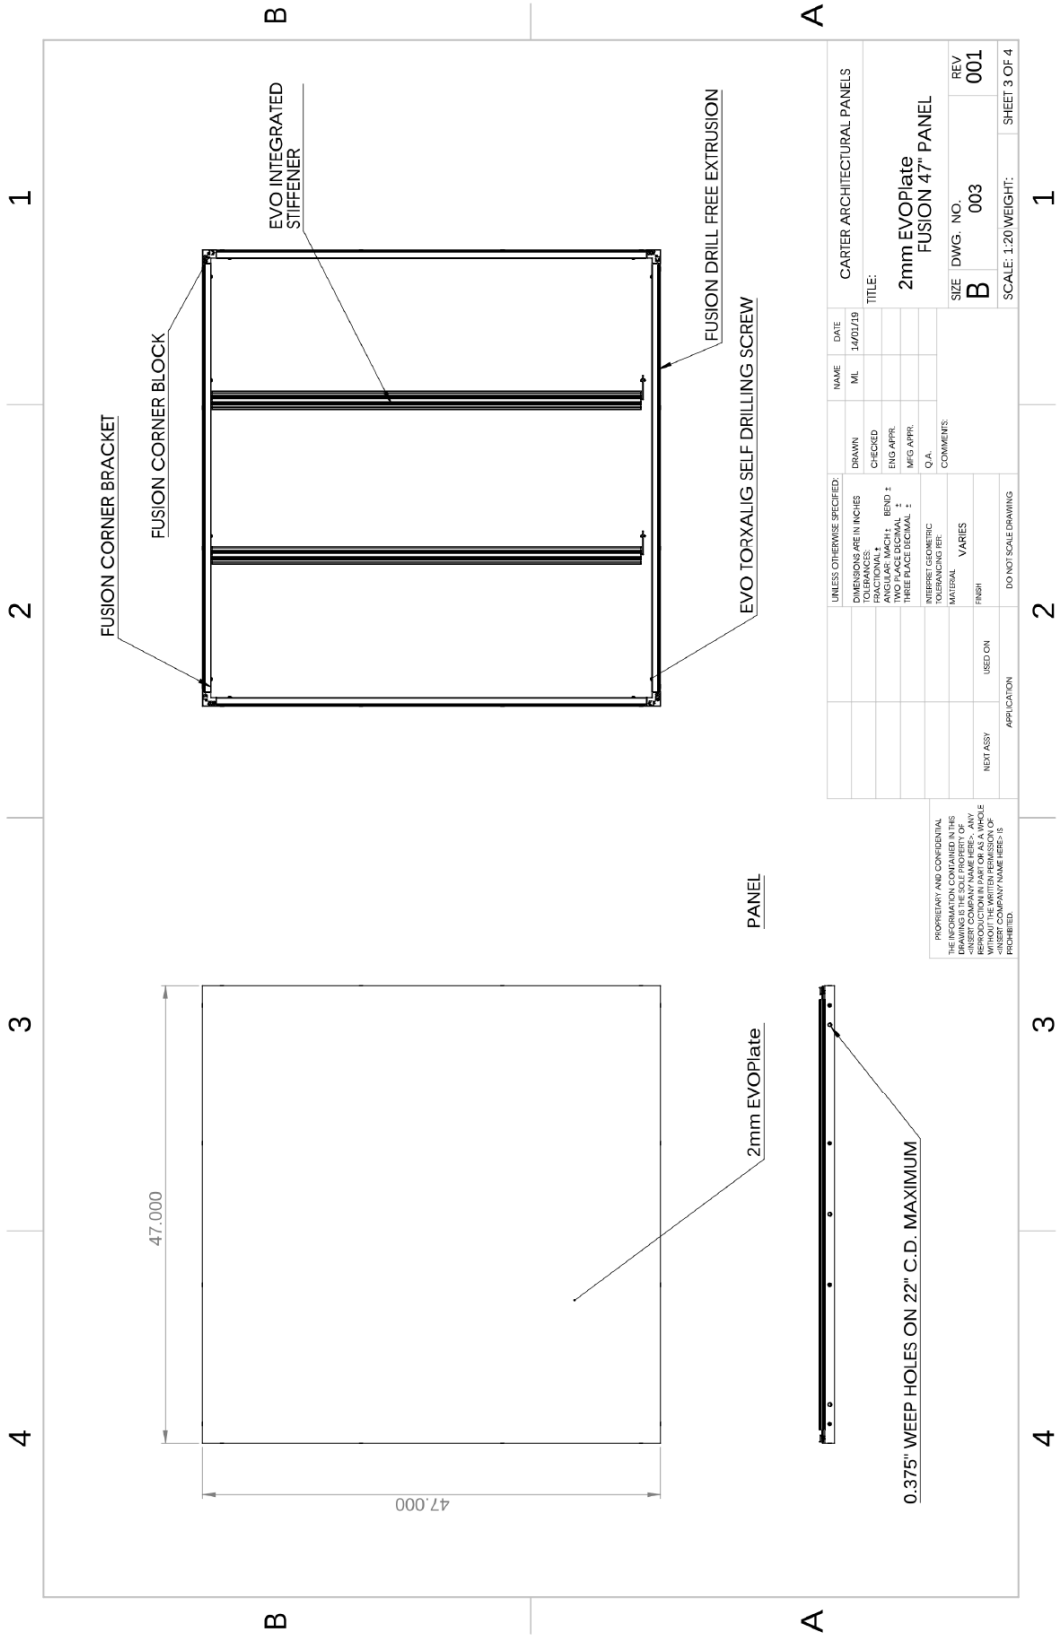 4
3
2
1
B
A
47.000
47.000
FUSION CORNER BRACKET
FUSION CORNER BLOCK
EVO INTEGRATED
STIFFENER
FUSION DRILL FREE EXTRUSION
EVO TORXALIG SELF DRILLING SCREW
2mm EVOPlate
PANEL
0.375" WEEP HOLES ON 22" C.D. MAXIMUM
PROPRIETARY AND CONFIDENTIAL
THE INFORMATION CONTAINED IN THIS
DRAWING IS THE SOLE PROPERTY OF
<INSERT COMPANY NAME HERE>. ANY
REPRODUCTION IN PART OR AS A WHOLE
WITHOUT THE WRITTEN PERMISSION OF
<INSERT COMPANY NAME HERE> IS
PROHIBITED.
NEXT ASSY
USED ON
APPLICATION
UNLESS OTHERWISE SPECIFIED:
DIMENSIONS ARE IN INCHES
TOLERANCES:
FRACTIONAL ±
ANGULAR: MACH ± BEND ±
TWO PLACE DECIMAL ±
THREE PLACE DECIMAL ±
INTERPRET GEOMETRIC
TOLERANCING PER:
MATERIAL
VARIES
FINISH
DO NOT SCALE DRAWING
NAME
DATE
DRAWN
ML
14/01/19
CHECKED
ENG APPR.
MFG APPR.
Q.A.
COMMENTS:
CARTER ARCHITECTURAL PANELS
TITLE:
2mm EVOPlate
FUSION 47" PANEL
SIZE
B
DWG. NO.
003
REV
001
SCALE: 1:20
WEIGHT:
SHEET 3 OF 4
4
3
2
1
B
A